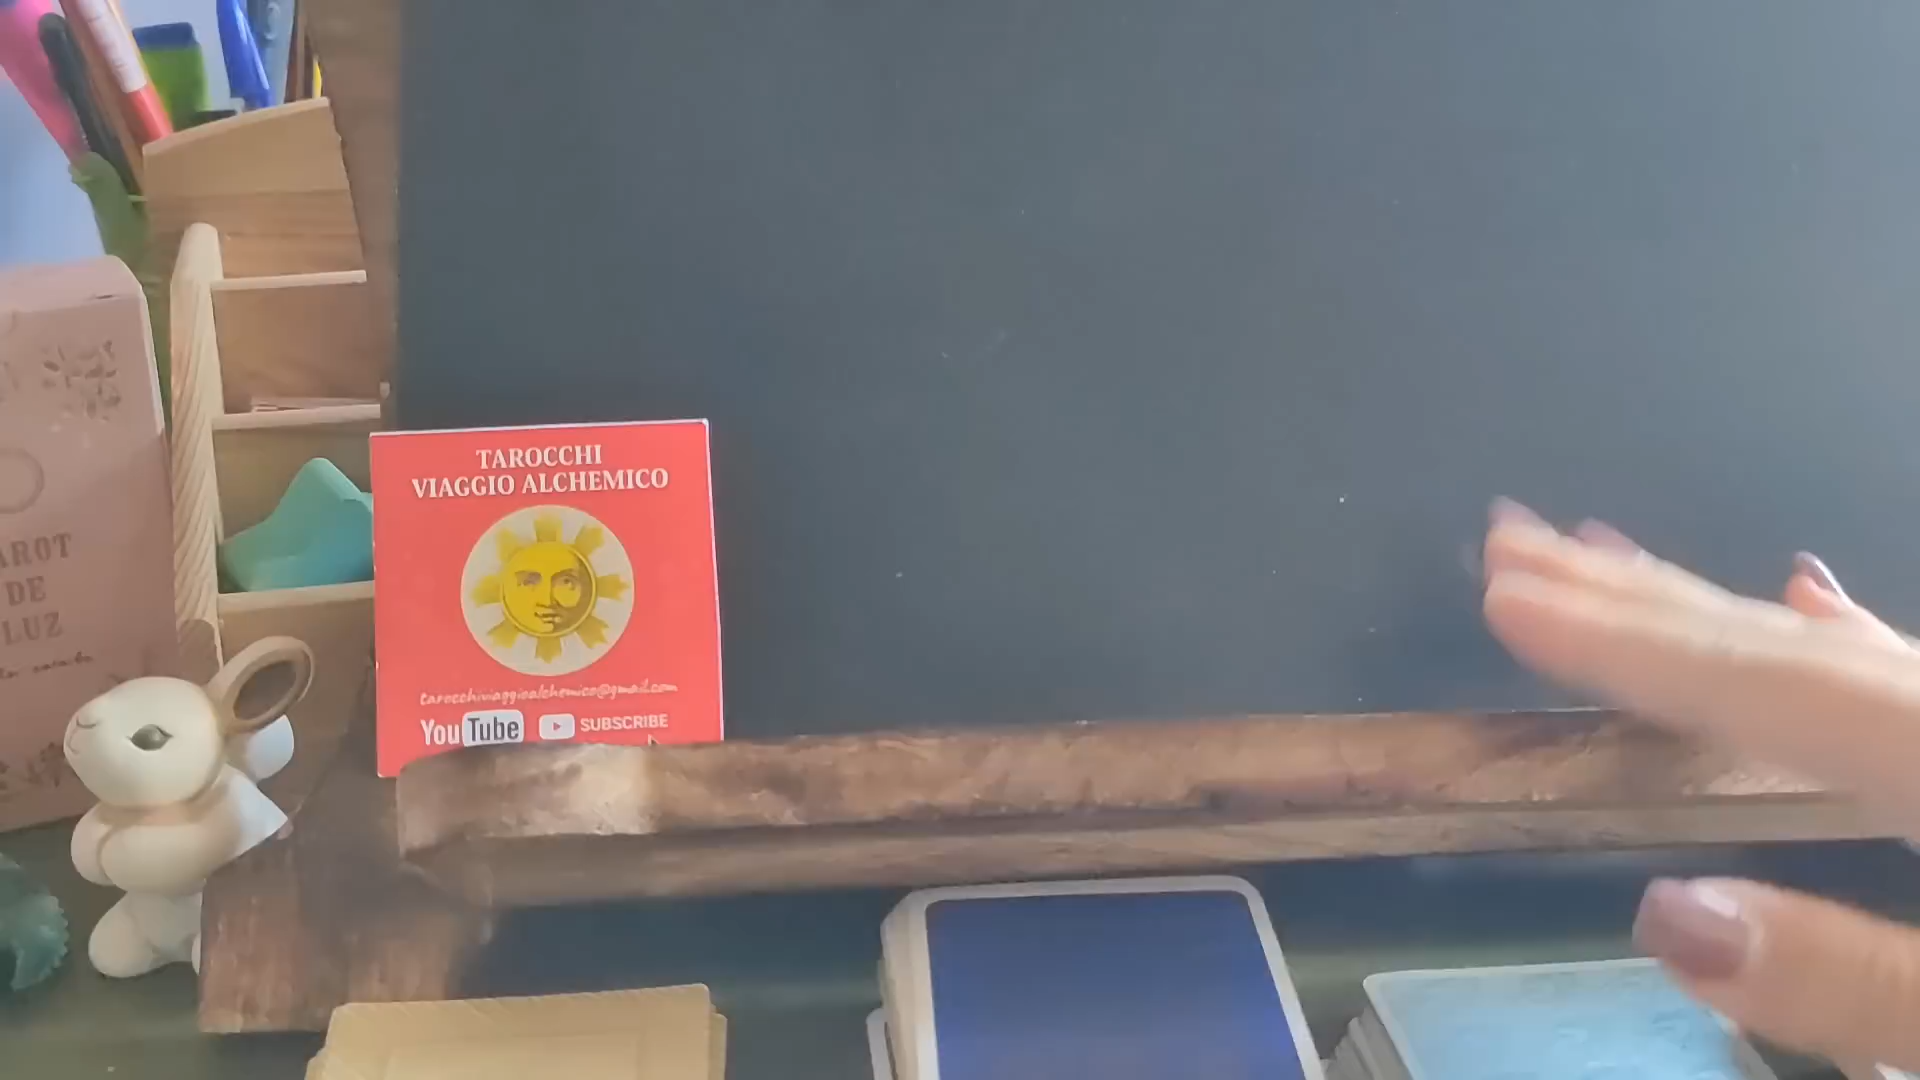 TAROCCHI
VIAGGIO ALCHEMICO
tarocchiviaggioalchemico@gmail.com
YouTube SUBSCRIBE
AROT
DE
LUZ